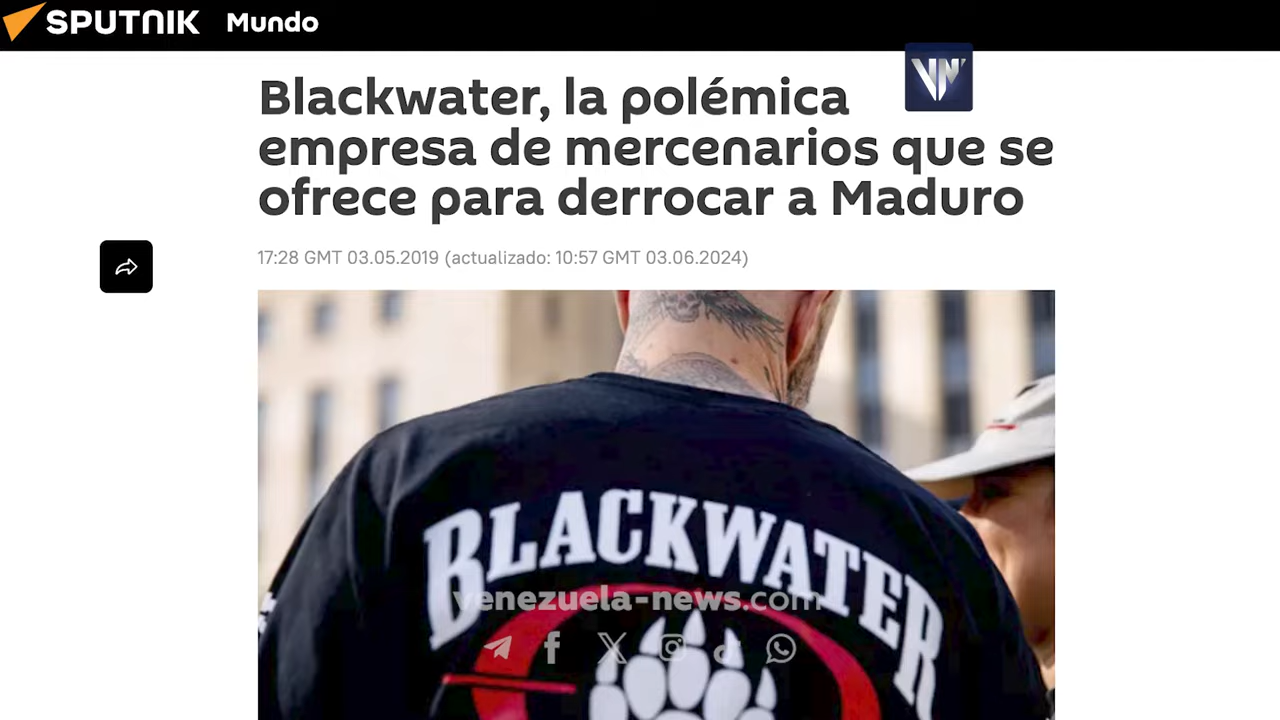 SPUTNIK Mundo
VN
Blackwater, la polémica
empresa de mercenarios que se
ofrece para derrocar a Maduro
17:28 GMT 03.05.2019 (actualizado: 10:57 GMT 03.06.2024)
BLACKWATER
venezuela-news.com